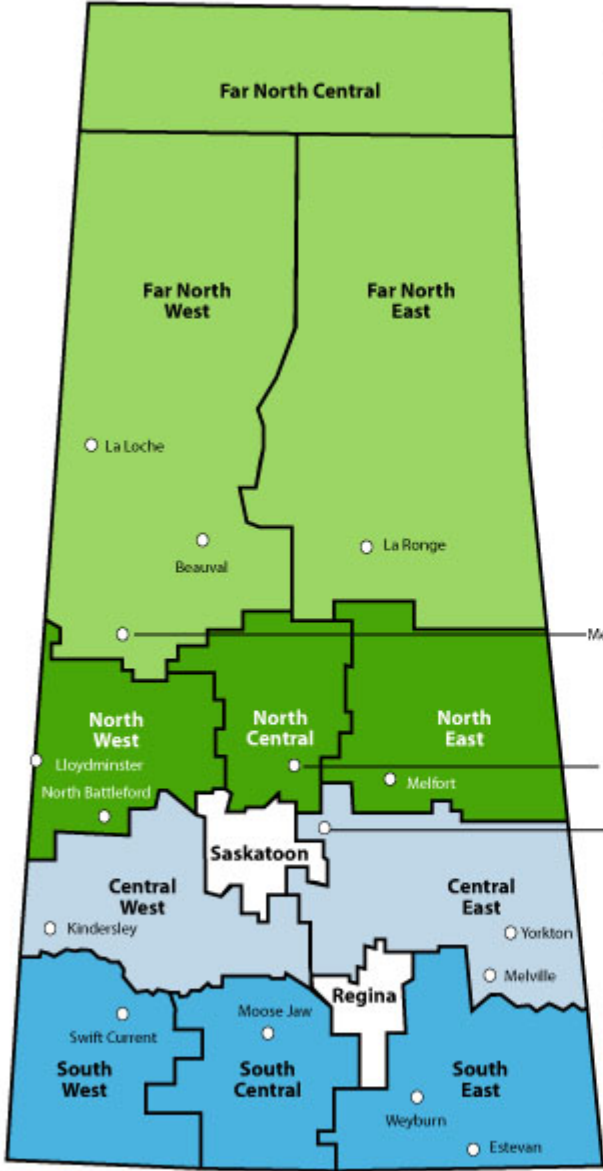 Far North Central
Far North
West
Far North
East
La Loche
Beauval
La Ronge
North
West
North
Central
North
East
Lloydminster
North Battleford
Melfort
Saskatoon
Central
West
Central
East
Kindersley
Yorkton
Melville
Regina
Moose Jaw
Swift Current
South
West
South
Central
South
East
Weyburn
Estevan